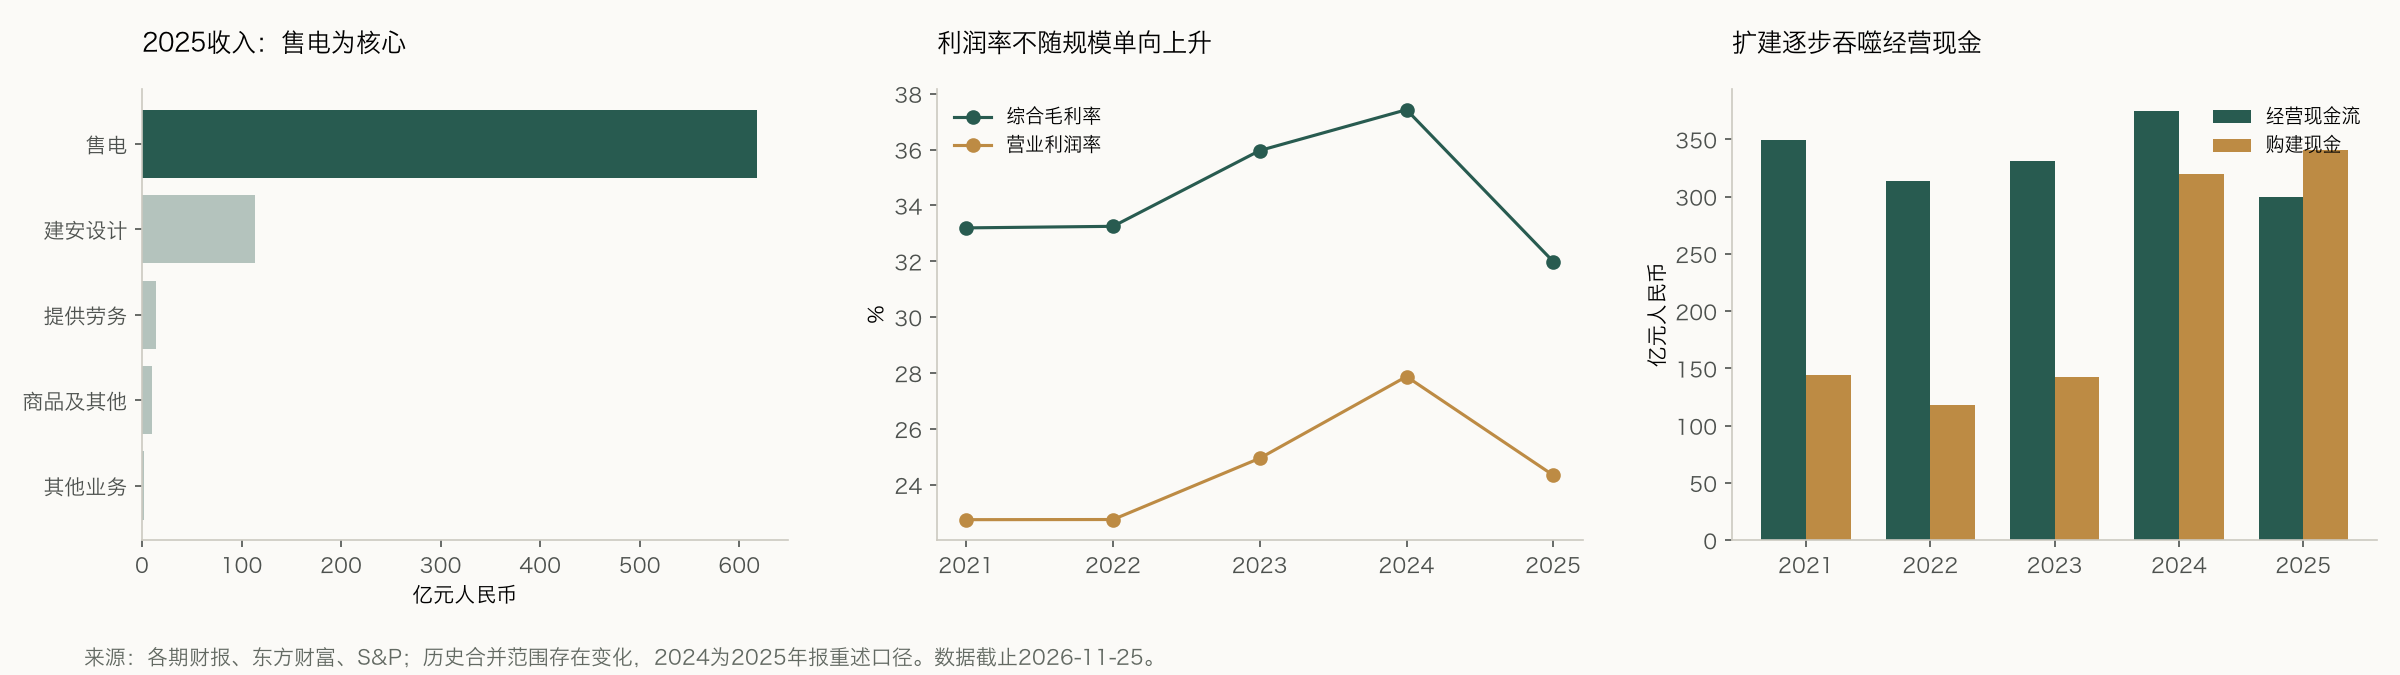 2025收入：售电为核心
售电
建安设计
提供劳务
商品及其他
其他业务
0 100 200 300 400 500 600
亿元人民币
利润率不随规模单向上升
综合毛利率
营业利润率
%
38
36
34
32
30
28
26
24
2021 2022 2023 2024 2025
扩建逐步吞噬经营现金
经营现金流
购建现金
亿元人民币
350
300
250
200
150
100
50
0
2021 2022 2023 2024 2025
来源：各期财报、东方财富、S&P；历史合并范围存在变化，2024为2025年报重述口径。数据截止2026-11-25。